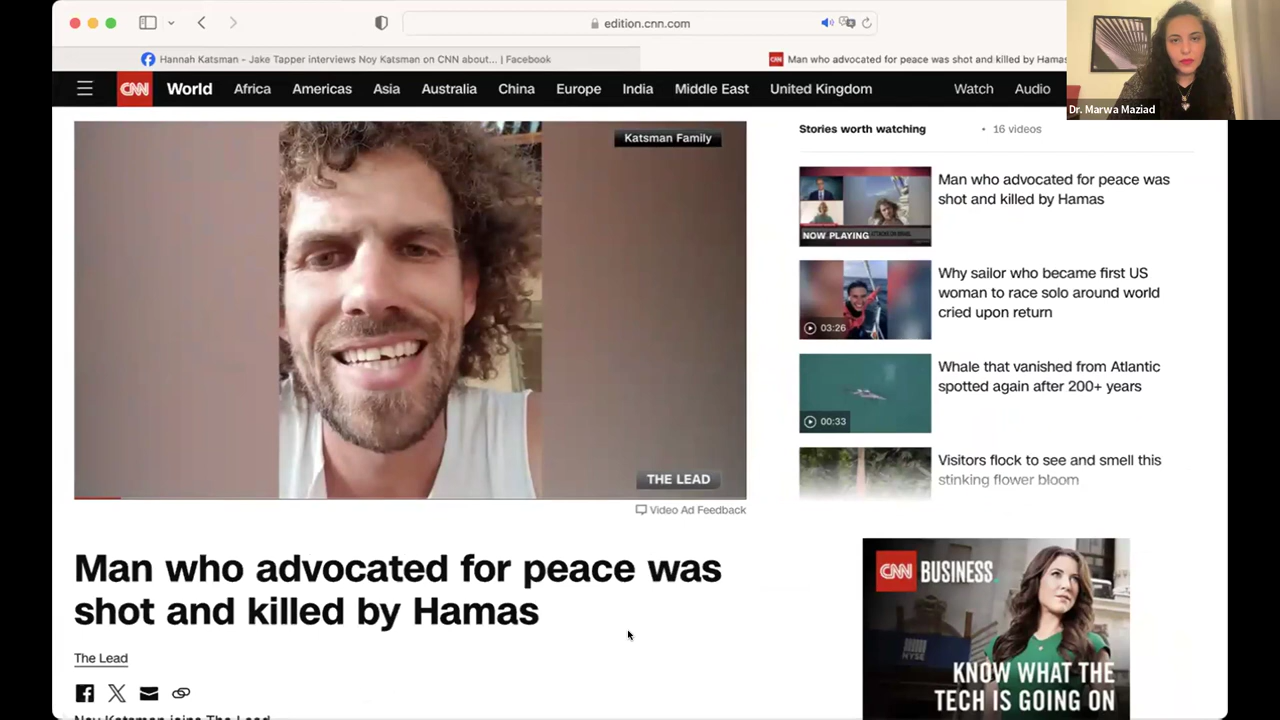 edition.cnn.com
Hannah Katsman - Jake Tapper interviews Noy Katsman on CNN about... | Facebook
Man who advocated for peace was shot and killed by Hamas
Dr. Marwa Maziad
CNN World Africa Americas Asia Australia China Europe India Middle East United Kingdom Watch Audio
Katsman Family
THE LEAD
Video Ad Feedback
Man who advocated for peace was
shot and killed by Hamas
The Lead
Noy Katsman joins The Lead
Stories worth watching • 16 videos
NOW PLAYING
Man who advocated for peace was
shot and killed by Hamas
03:26
Why sailor who became first US
woman to race solo around world
cried upon return
00:33
Whale that vanished from Atlantic
spotted again after 200+ years
Visitors flock to see and smell this
stinking flower bloom
CNN BUSINESS
NYSE
KNOW WHAT THE
TECH IS GOING ON